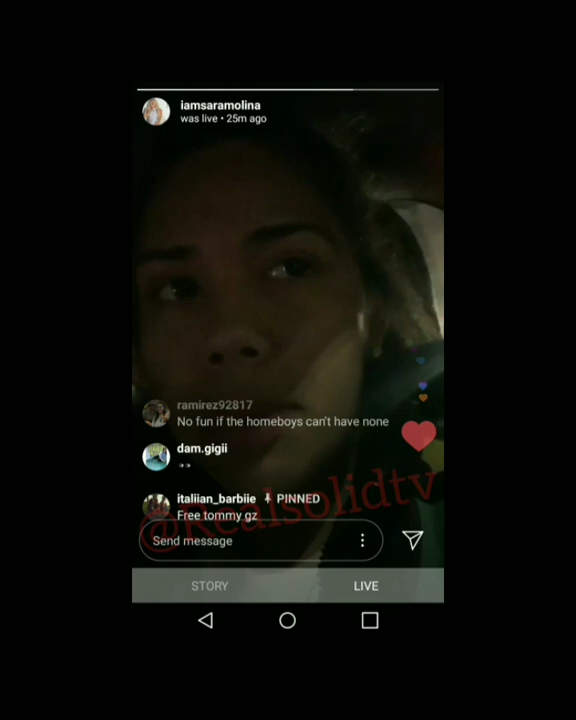 iamsaramolina
was live • 25m ago
ramirez92817
No fun if the homeboys can't have none
dam.gigii
👀
italiian_barbiie PINNED
Free tommy gz
@Realsolidtv
Send message
STORY LIVE